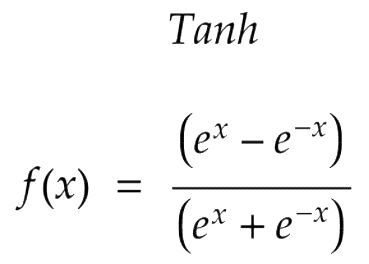 Tanh
f(x) = (e^x − e^{−x}) / (e^x + e^{−x})